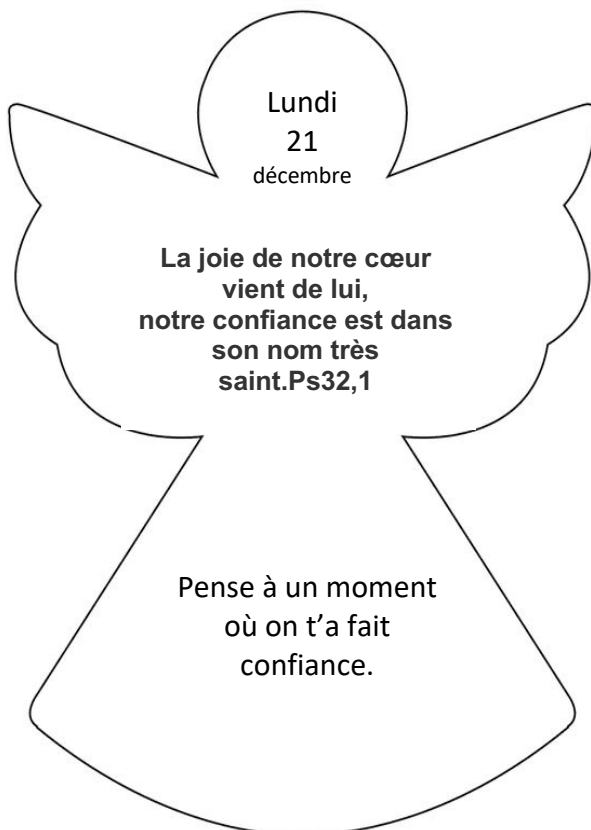 Lundi
21
décembre
La joie de notre cœur
vient de lui,
notre confiance est dans
son nom très
saint.Ps32,1
Pense à un moment
où on t’a fait
confiance.